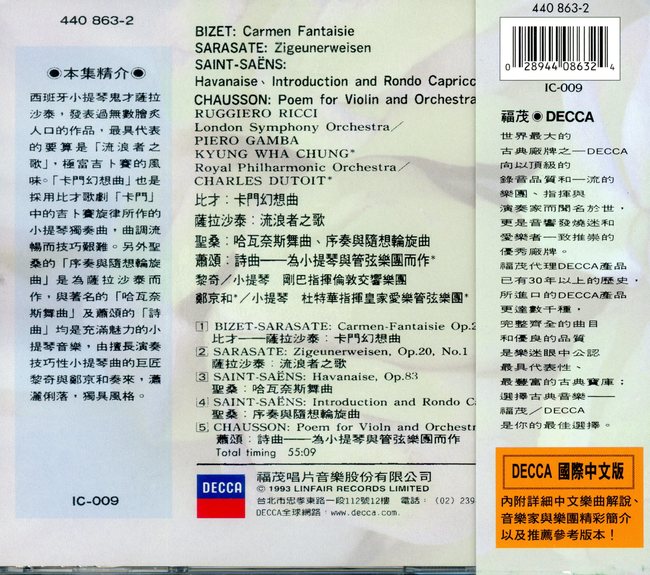 440 863-2
◉本集精介◉
西班牙小提琴鬼才薩拉
沙泰，發表過無數膾炙
人口的作品，最具代表
的要算是「流浪者之
歌」，極富吉卜賽的風
味。「卡門幻想曲」也是
採用比才歌劇「卡門」
中的吉卜賽旋律所作的
小提琴獨奏曲，曲調流
暢而技巧艱難。另外聖
桑的「序奏與隨想輪旋
曲」是為薩拉沙泰而
作，與著名的「哈瓦奈
斯舞曲」及蕭頌的「詩
曲」均是充滿魅力的小
提琴音樂，由擅長演奏
技巧性小提琴曲的巨匠
黎奇與鄭京和奏來，瀟
灑俐落，獨具風格。
IC-009
BIZET: Carmen Fantaisie
SARASATE: Zigeunerweisen
SAINT-SAËNS:
Havanaise、Introduction and Rondo Capricc
CHAUSSON: Poem for Violin and Orchestra
RUGGIERO RICCI
London Symphony Orchestra／
PIERO GAMBA
KYUNG WHA CHUNG*
Royal Philharmonic Orchestra／
CHARLES DUTOIT*
比才：卡門幻想曲
薩拉沙泰：流浪者之歌
聖桑：哈瓦奈斯舞曲、序奏與隨想輪旋曲
蕭頌：詩曲——為小提琴與管弦樂團而作*
黎奇／小提琴 剛巴指揮倫敦交響樂團
鄭京和*／小提琴 杜特華指揮皇家愛樂管弦樂團*
1 BIZET-SARASATE: Carmen-Fantaisie Op.2
比才——薩拉沙泰：卡門幻想曲
2 SARASATE: Zigeunerweisen, Op.20, No.1
薩拉沙泰：流浪者之歌
3 SAINT-SAËNS: Havanaise, Op.83
聖桑：哈瓦奈斯舞曲
4 SAINT-SAËNS: Introduction and Rondo Ca
聖桑：序奏與隨想輪旋曲
5 CHAUSSON: Poem for Violn and Orchestr
蕭頌：詩曲——為小提琴與管弦樂團而作
Total timing 55:09
DECCA
福茂唱片音樂股份有限公司
© 1993 LINFAIR RECORDS LIMITED
台北市忠孝東路一段112號12樓 電話：(02) 239
DECCA全球網路：www.decca.com
440 863-2
0 28944 08632 4
IC-009
福茂◉DECCA
世界最大的
古典廠牌之一DECCA
向以頂級的
錄音品質和一流的
樂團、指揮與
演奏家而聞名於世，
更是音響發燒迷和
愛樂者一致推崇的
優秀廠牌。
福茂代理DECCA產品
已有30年以上的歷史，
所進口的DECCA產品
更達數千種，
完整齊全的曲目
和優良的品質
是樂迷眼中公認
最具代表性、
最豐富的古典寶庫；
選擇古典音樂——
福茂／DECCA
是你的最佳選擇。
DECCA 國際中文版
內附詳細中文樂曲解說、
音樂家與樂團精彩簡介
以及推薦參考版本！